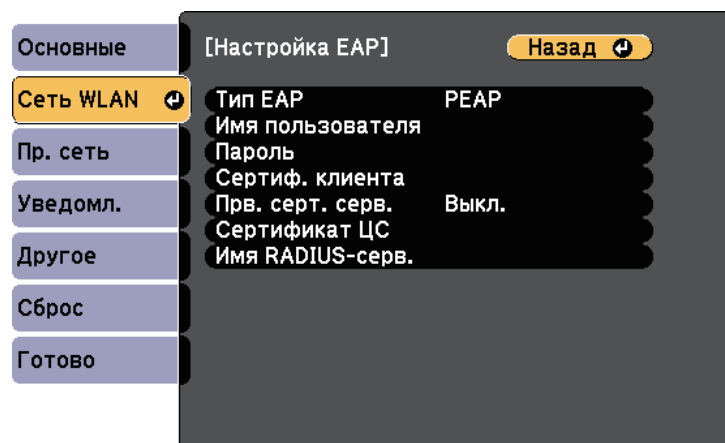 Основные
Сеть WLAN
Пр. сеть
Уведомл.
Другое
Сброс
Готово
[Настройка EAP]
Назад
Тип EAP PEAP
Имя пользователя
Пароль
Сертиф. клиента
Прв. серт. серв. Выкл.
Сертификат ЦС
Имя RADIUS-серв.